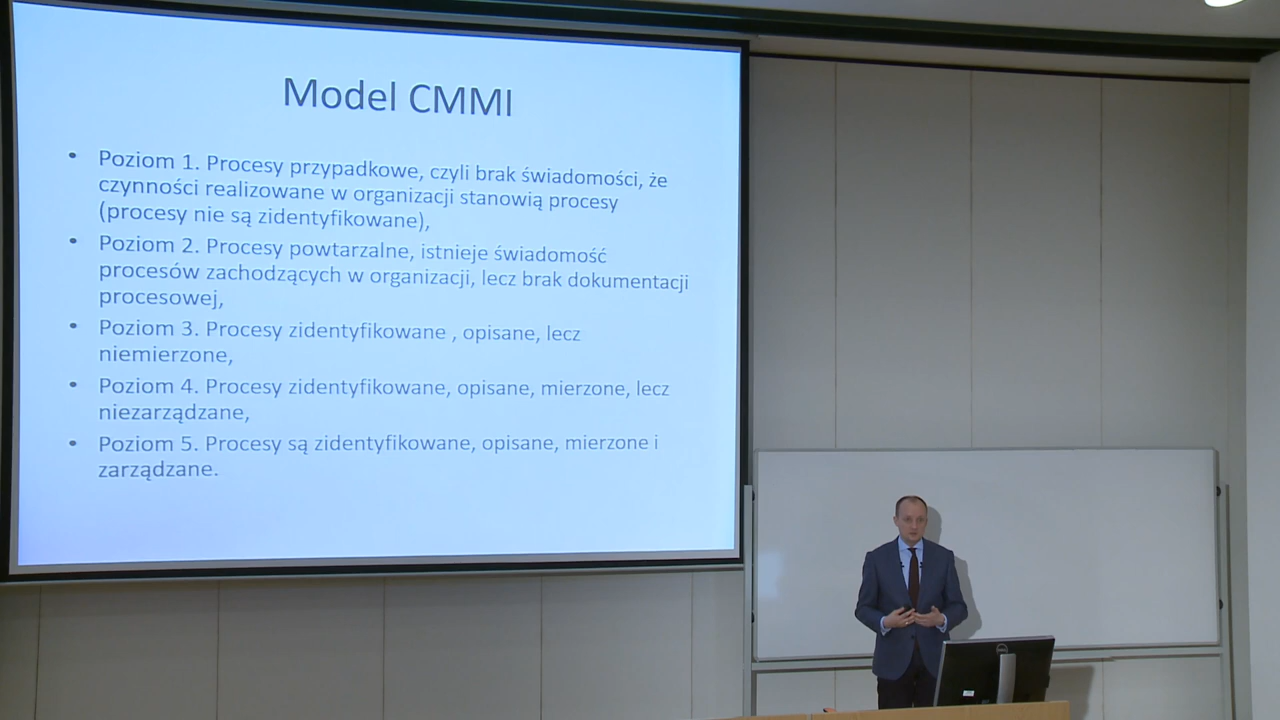 Model CMMI
• Poziom 1. Procesy przypadkowe, czyli brak świadomości, że
czynności realizowane w organizacji stanowią procesy
(procesy nie są zidentyfikowane),
• Poziom 2. Procesy powtarzalne, istnieje świadomość
procesów zachodzących w organizacji, lecz brak dokumentacji
procesowej,
• Poziom 3. Procesy zidentyfikowane , opisane, lecz
niemierzone,
• Poziom 4. Procesy zidentyfikowane, opisane, mierzone, lecz
niezarządzane,
• Poziom 5. Procesy są zidentyfikowane, opisane, mierzone i
zarządzane.
DELL